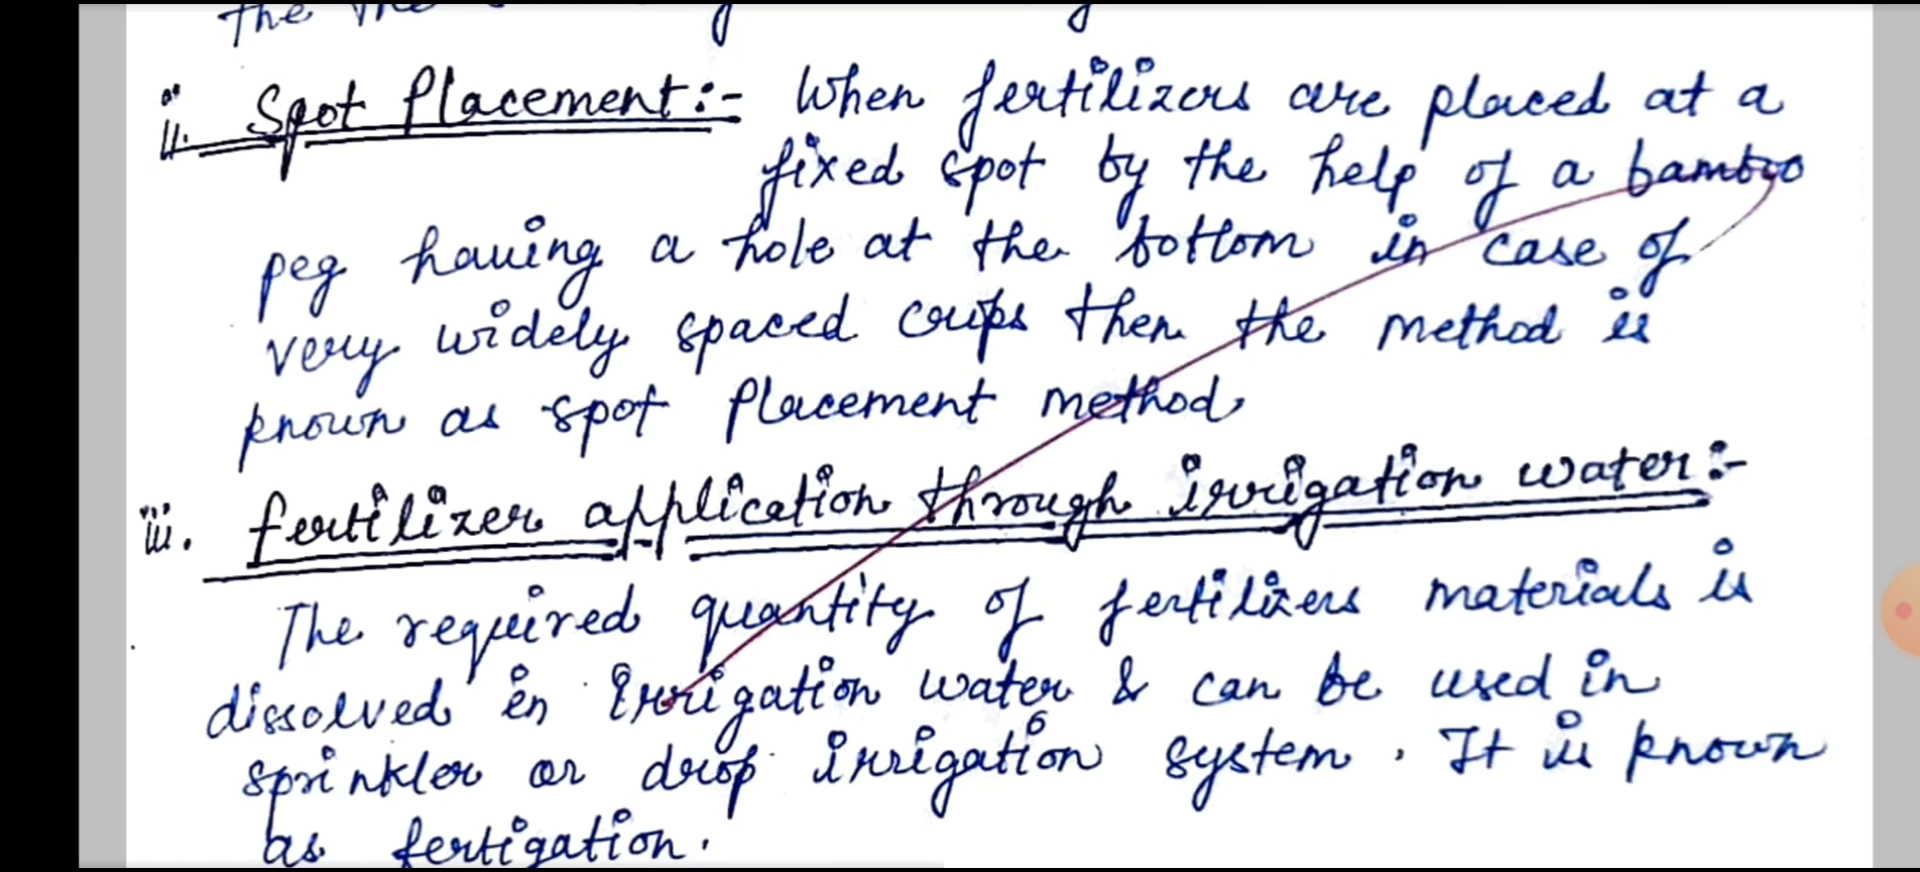 the
ii. Spot Placement:- When fertilizers are placed at a
fixed spot by the help of a bamboo
peg having a hole at the bottom in case of
very widely spaced crops then the method is
known as spot Placement method
iii. fertilizer application through irrigation water:-
The required quantity of fertilizers materials is
dissolved in irrigation water & can be used in
sprinkler or drop irrigation system. It is known
as fertigation.